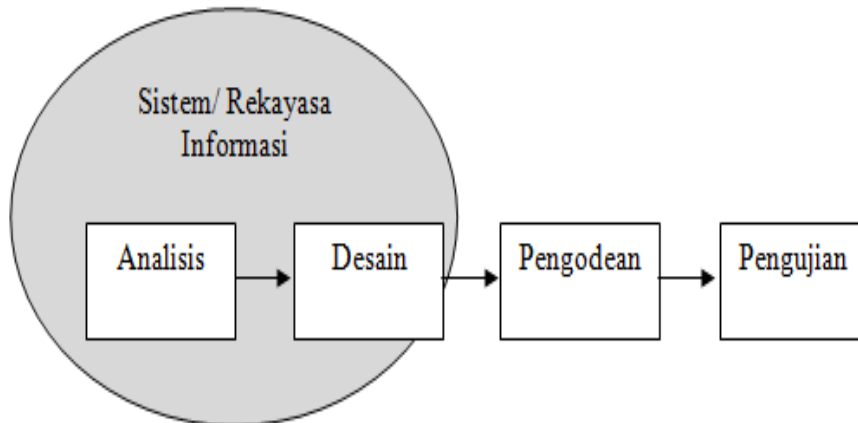 Sistem/ Rekayasa
Informasi
Analisis
Desain
Pengodean
Pengujian